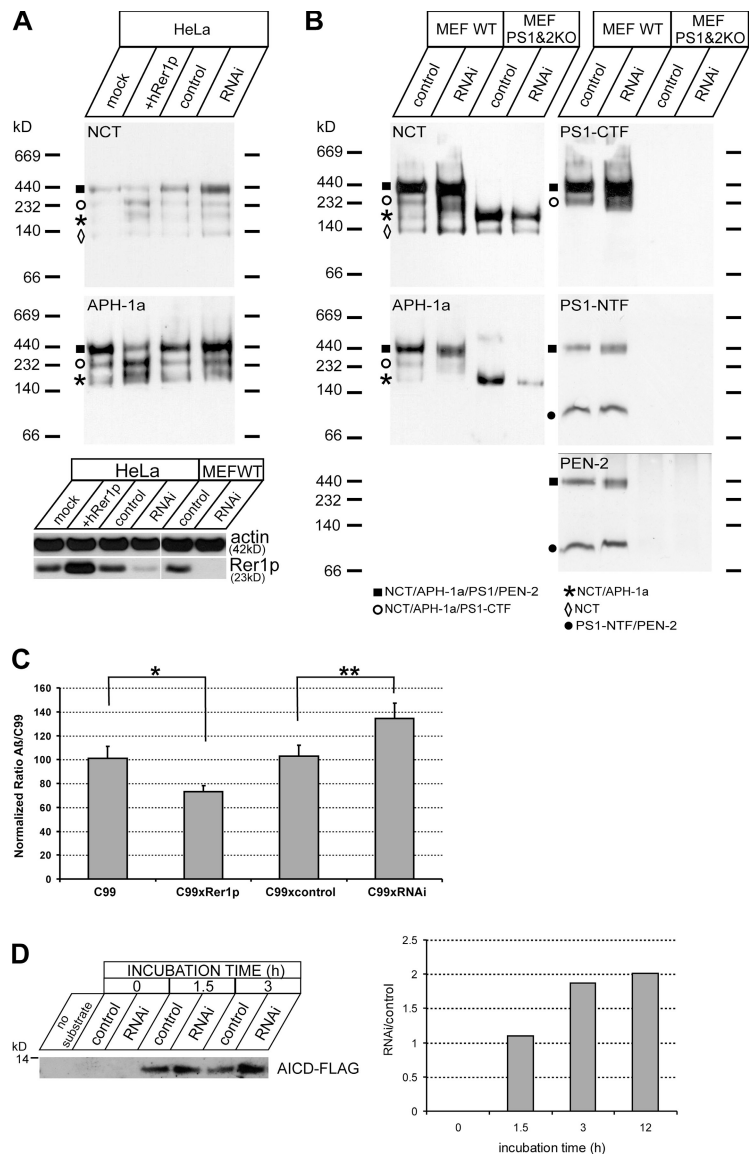 A
HeLa
mock
+hRer1p
control
RNAi
kD
NCT
669
440
232
140
66
APH-1a
669
440
232
140
66
HeLa
MEFWT
mock
+hRer1p
control
RNAi
control
RNAi
actin
(42kD)
Rer1p
(23kD)
B
MEF WT
MEF
PS1&2KO
MEF WT
MEF
PS1&2KO
control
RNAi
control
RNAi
control
RNAi
control
RNAi
kD
NCT
PS1-CTF
669
440
232
140
66
APH-1a
PS1-NTF
669
440
232
140
66
PEN-2
440
232
140
66
■ NCT/APH-1a/PS1/PEN-2
○ NCT/APH-1a/PS1-CTF
★ NCT/APH-1a
◊ NCT
● PS1-NTF/PEN-2
C
Normalized Ratio Aß/C99
160
140
120
100
80
60
40
20
0
*
**
C99
C99xRer1p
C99xcontrol
C99xRNAi
D
INCUBATION TIME (h)
0 1.5 3
no
substrate
control
RNAi
control
RNAi
control
RNAi
kD
14
AICD-FLAG
RNAi/control
2.5
2
1.5
1
0.5
0
0 1.5 3 12
incubation time (h)